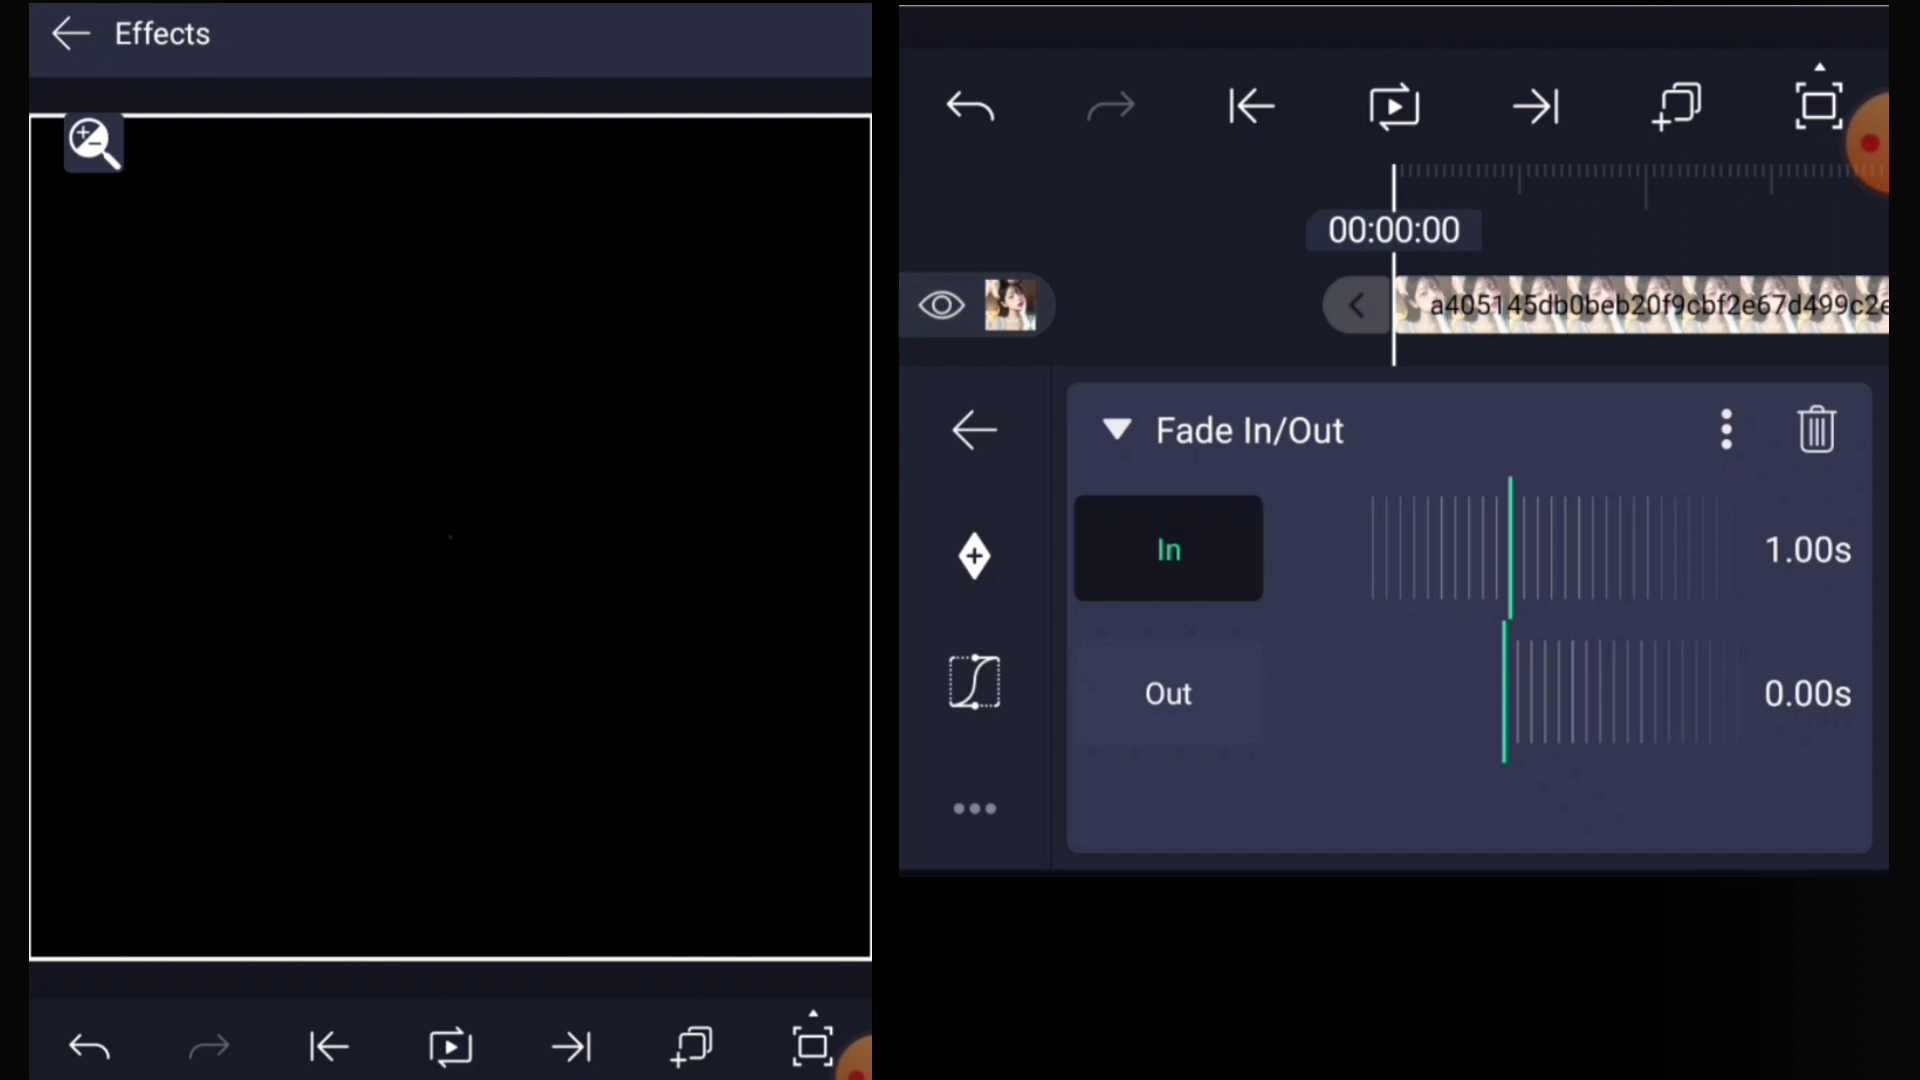 Effects
00:00:00
a405145db0beb20f9cbf2e67d499c2e
Fade In/Out
In
1.00s
Out
0.00s